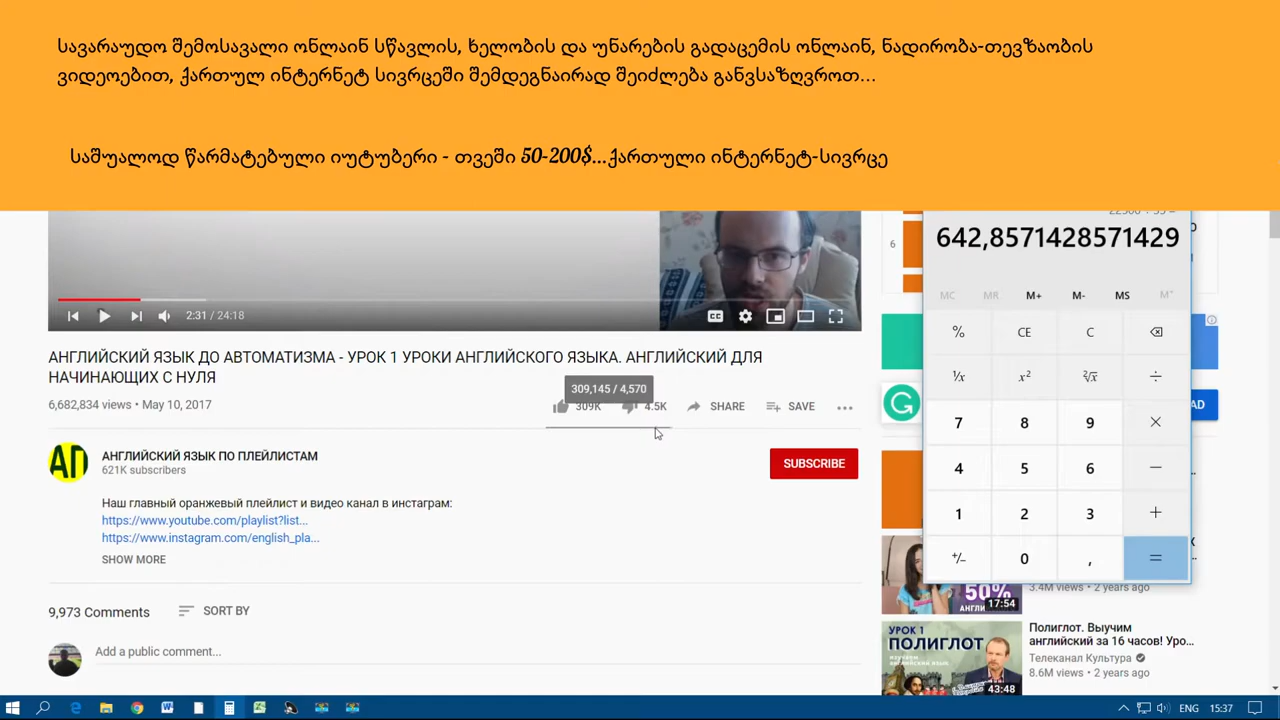 სავარაუდო შემოსავალი ონლაინ სწავლის, ხელობის და უნარების გადაცემის ონლაინ, ნადირობა-თევზაობის
ვიდეოებით, ქართულ ინტერნეტ სივრცეში შემდეგნაირად შეიძლება განვსაზღვროთ...
საშუალოდ წარმატებული იუტუბერი - თვეში 50-200$...ქართული ინტერნეტ-სივრცე
6
642,8571428571429
MC MR M+ M- MS M˅
% CE C
¹/x x² ²√x ÷
7 8 9 ×
4 5 6 −
1 2 3 +
+/− 0 , =
2:31 / 24:18
CC
АНГЛИЙСКИЙ ЯЗЫК ДО АВТОМАТИЗМА - УРОК 1 УРОКИ АНГЛИЙСКОГО ЯЗЫКА. АНГЛИЙСКИЙ ДЛЯ
НАЧИНАЮЩИХ С НУЛЯ
309,145 / 4,570
6,682,834 views • May 10, 2017
309K 4.5K SHARE SAVE
АП
АНГЛИЙСКИЙ ЯЗЫК ПО ПЛЕЙЛИСТАМ
621K subscribers
SUBSCRIBE
Наш главный оранжевый плейлист и видео канал в инстаграм:
https://www.youtube.com/playlist?list...
https://www.instagram.com/english_pla...
SHOW MORE
9,973 Comments SORT BY
Add a public comment...
AD
50%
17:54
3.4M views • 2 years ago
УРОК 1
ПОЛИГЛОТ
43:48
Полиглот. Выучим
английский за 16 часов! Уро...
Телеканал Культура
8.6M views • 2 years ago
ENG 15:37